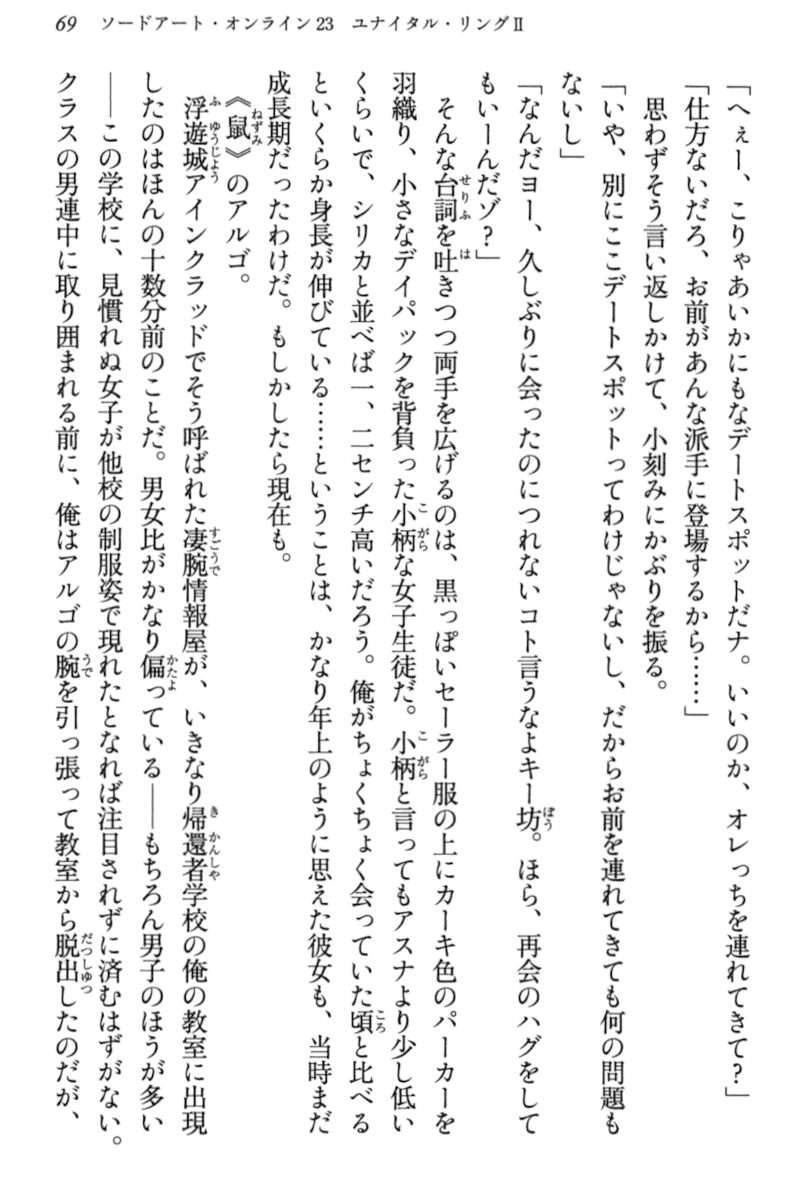 69 ソードアート・オンライン23 ユナイタル・リングⅡ
「へぇー、こりゃあいかにもなデートスポットだナ。いいのか、オレっちを連れてきて?」
「仕方ないだろ、お前があんな派手に登場するから……」
思わずそう言い返しかけて、小刻みにかぶりを振る。
「いや、別にここデートスポットってわけじゃないし、だからお前を連れてきても何の問題も
ないし」
「なんだヨー、久しぶりに会ったのにつれないコト言うなよキー坊。ほら、再会のハグをして
もいーんだゾ?」
そんな台詞を吐きつつ両手を広げるのは、黒っぽいセーラー服の上にカーキ色のパーカーを
羽織り、小さなデイパックを背負った小柄な女子生徒だ。小柄と言ってもアスナより少し低い
くらいで、シリカと並べば一、二センチ高いだろう。俺がちょくちょく会っていた頃と比べる
といくらか身長が伸びている……ということは、かなり年上のように思えた彼女も、当時まだ
成長期だったわけだ。もしかしたら現在も。
《鼠》のアルゴ。
浮遊城アインクラッドでそう呼ばれた凄腕情報屋が、いきなり帰還者学校の俺の教室に出現
したのはほんの十数分前のことだ。男女比がかなり偏っている――もちろん男子のほうが多い
――この学校に、見慣れぬ女子が他校の制服姿で現れたとなれば注目されずに済むはずがない。
クラスの男連中に取り囲まれる前に、俺はアルゴの腕を引っ張って教室から脱出したのだが、